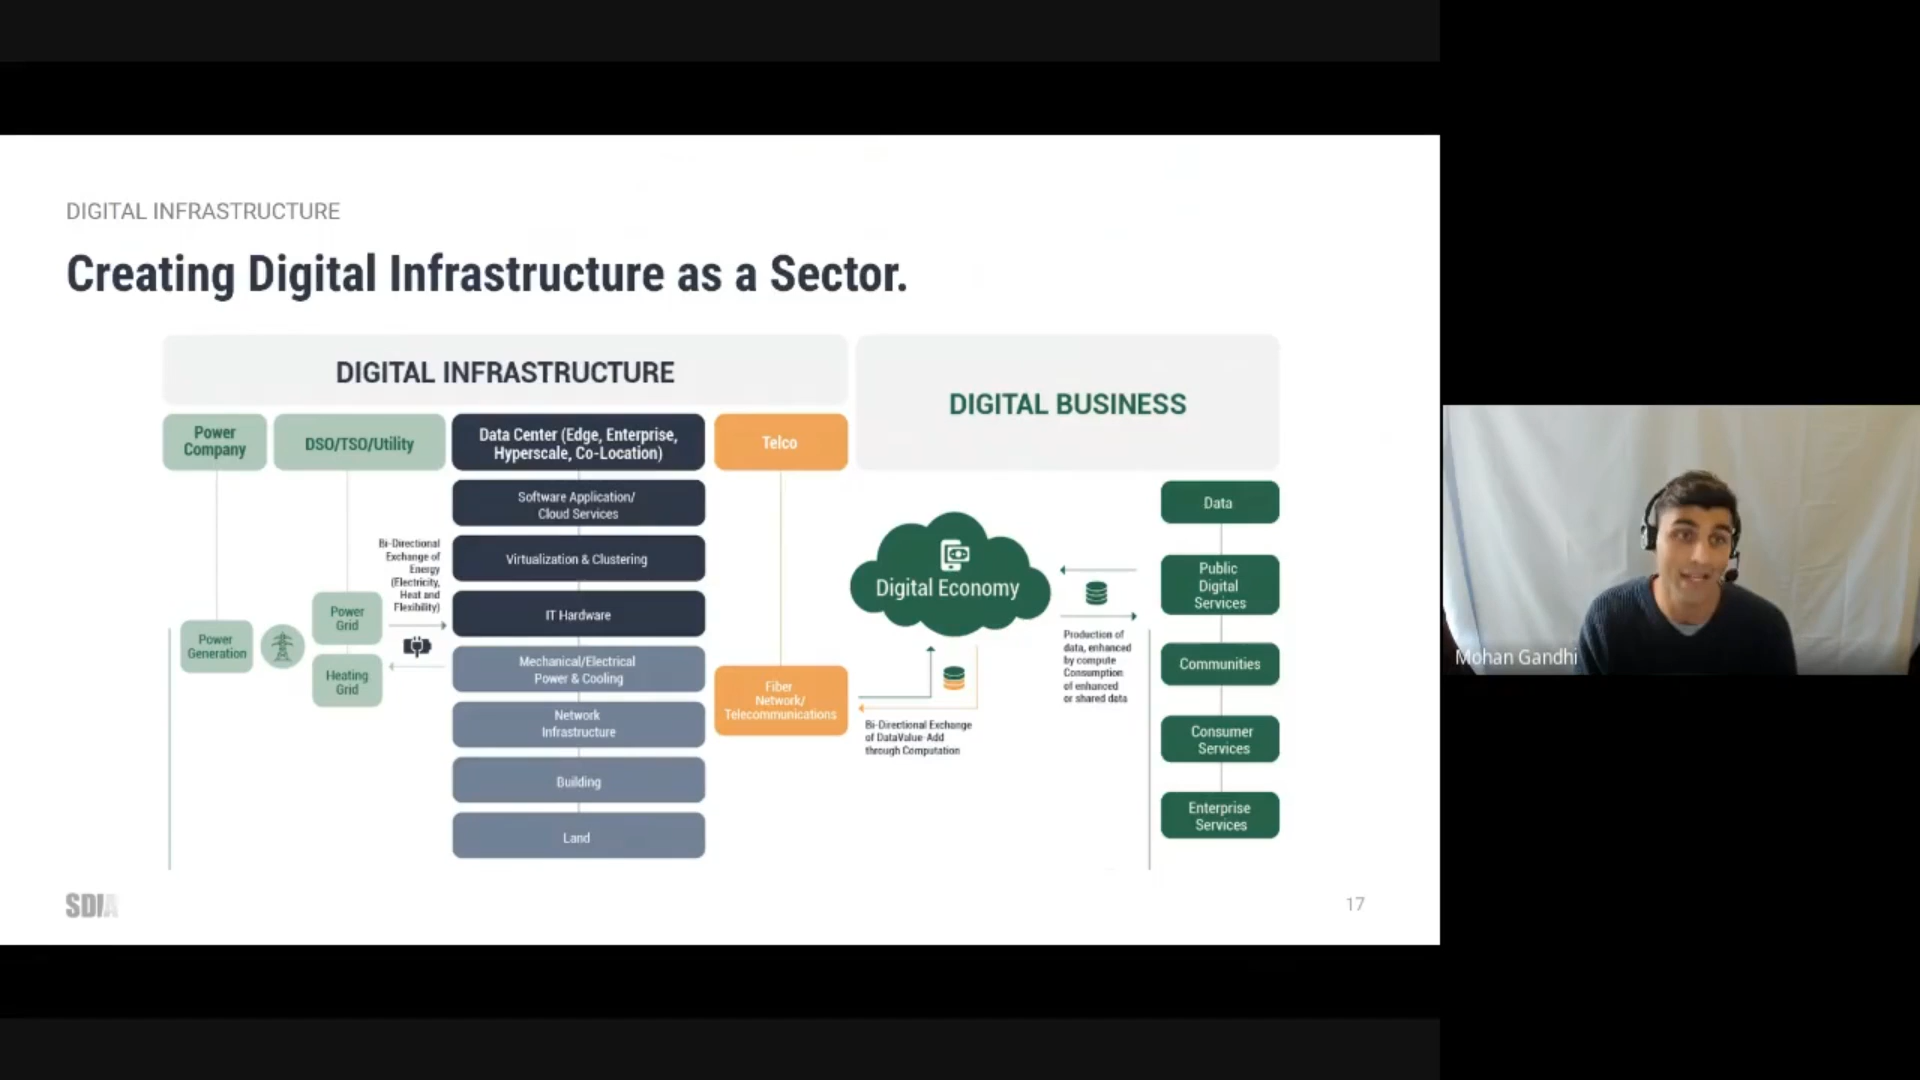 DIGITAL INFRASTRUCTURE
Creating Digital Infrastructure as a Sector.
DIGITAL INFRASTRUCTURE
DIGITAL BUSINESS
Power
Company
DSO/TSO/Utility
Data Center (Edge, Enterprise,
Hyperscale, Co-Location)
Telco
Power
Generation
Power
Grid
Heating
Grid
Bi-Directional
Exchange of
Energy
(Electricity,
Heat and
Flexibility)
Software Application/
Cloud Services
Virtualization & Clustering
IT Hardware
Mechanical/Electrical
Power & Cooling
Network
Infrastructure
Building
Land
Fiber
Network/
Telecommunications
Bi-Directional Exchange
of DataValue-Add
through Computation
Digital Economy
Production of
data, enhanced
by compute
Consumption
of enhanced
or shared data
Data
Public
Digital
Services
Communities
Consumer
Services
Enterprise
Services
SDIA
17
Mohan Gandhi